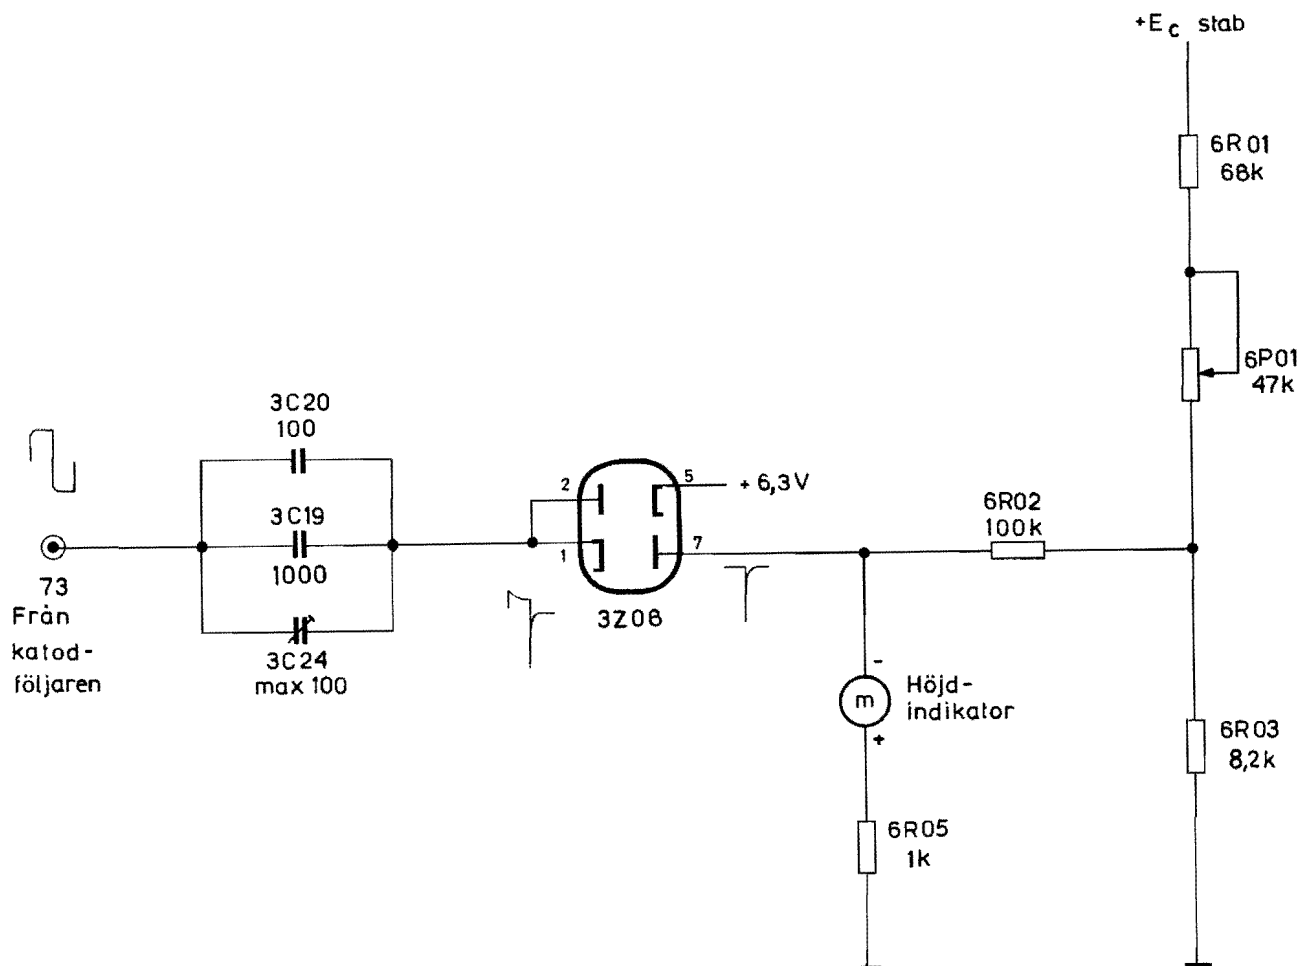 +E_c stab
6R01
68k
6P01
47k
3C20
100
3C19
1000
3C24
max 100
73
Från
katod-
följaren
2
5
+ 6,3V
1
7
3Z08
6R02
100k
-
m
+
Höjd-
indikator
6R03
8,2k
6R05
1k